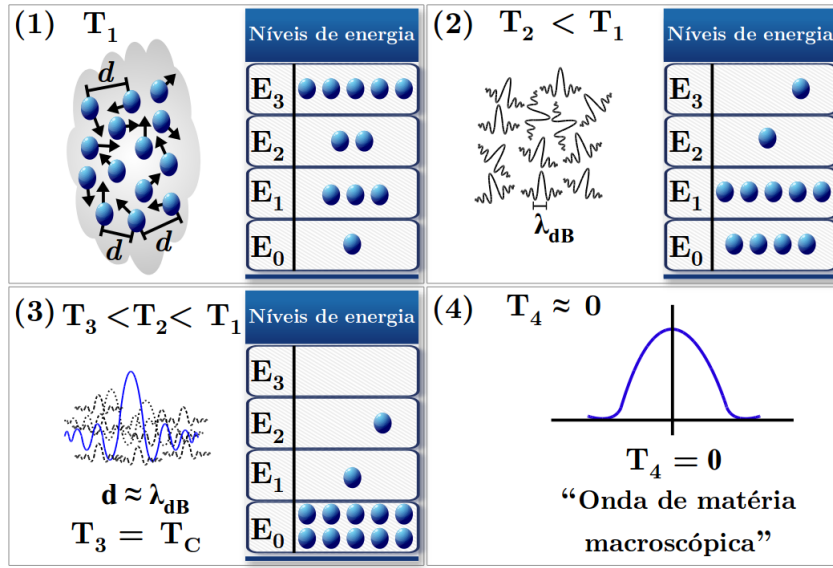 (1) T₁
d
d
d
Níveis de energia
E₃
E₂
E₁
E₀
(2) T₂ < T₁
λdB
Níveis de energia
E₃
E₂
E₁
E₀
(3) T₃ < T₂ < T₁
d ≈ λdB
T₃ = T_C
Níveis de energia
E₃
E₂
E₁
E₀
(4) T₄ ≈ 0
T₄ = 0
“Onda de matéria
macroscópica”